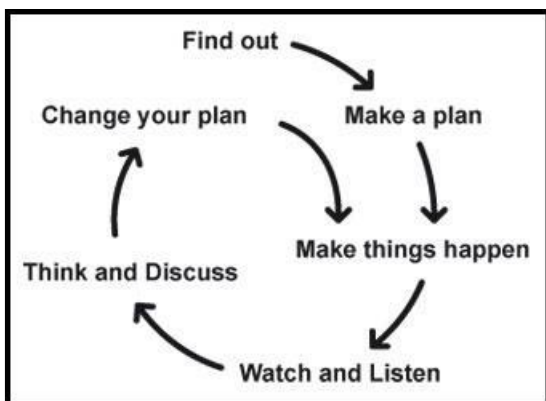 Find out
Make a plan
Change your plan
Make things happen
Think and Discuss
Watch and Listen